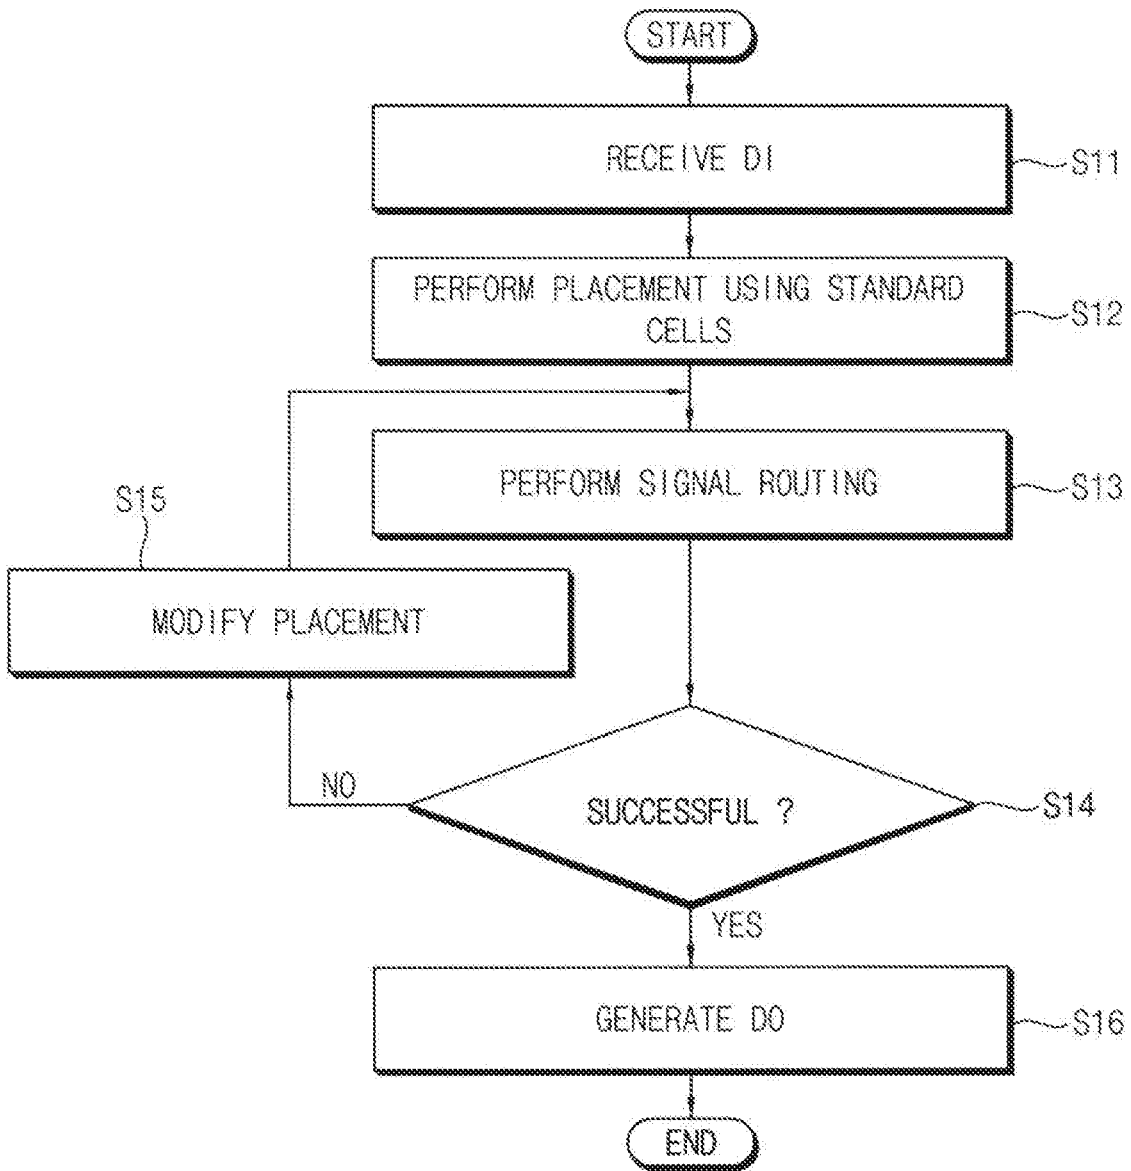 START
RECEIVE DI
S11
PERFORM PLACEMENT USING STANDARD
CELLS
S12
PERFORM SIGNAL ROUTING
S13
S15
MODIFY PLACEMENT
NO
SUCCESSFUL ?
S14
YES
GENERATE DO
S16
END